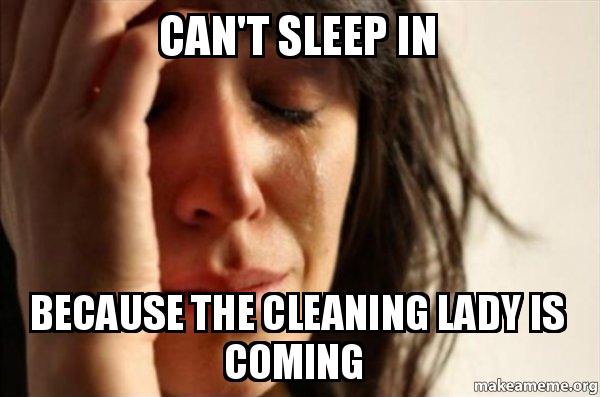 CAN'T SLEEP IN
BECAUSE THE CLEANING LADY IS
COMING
makeameme.org